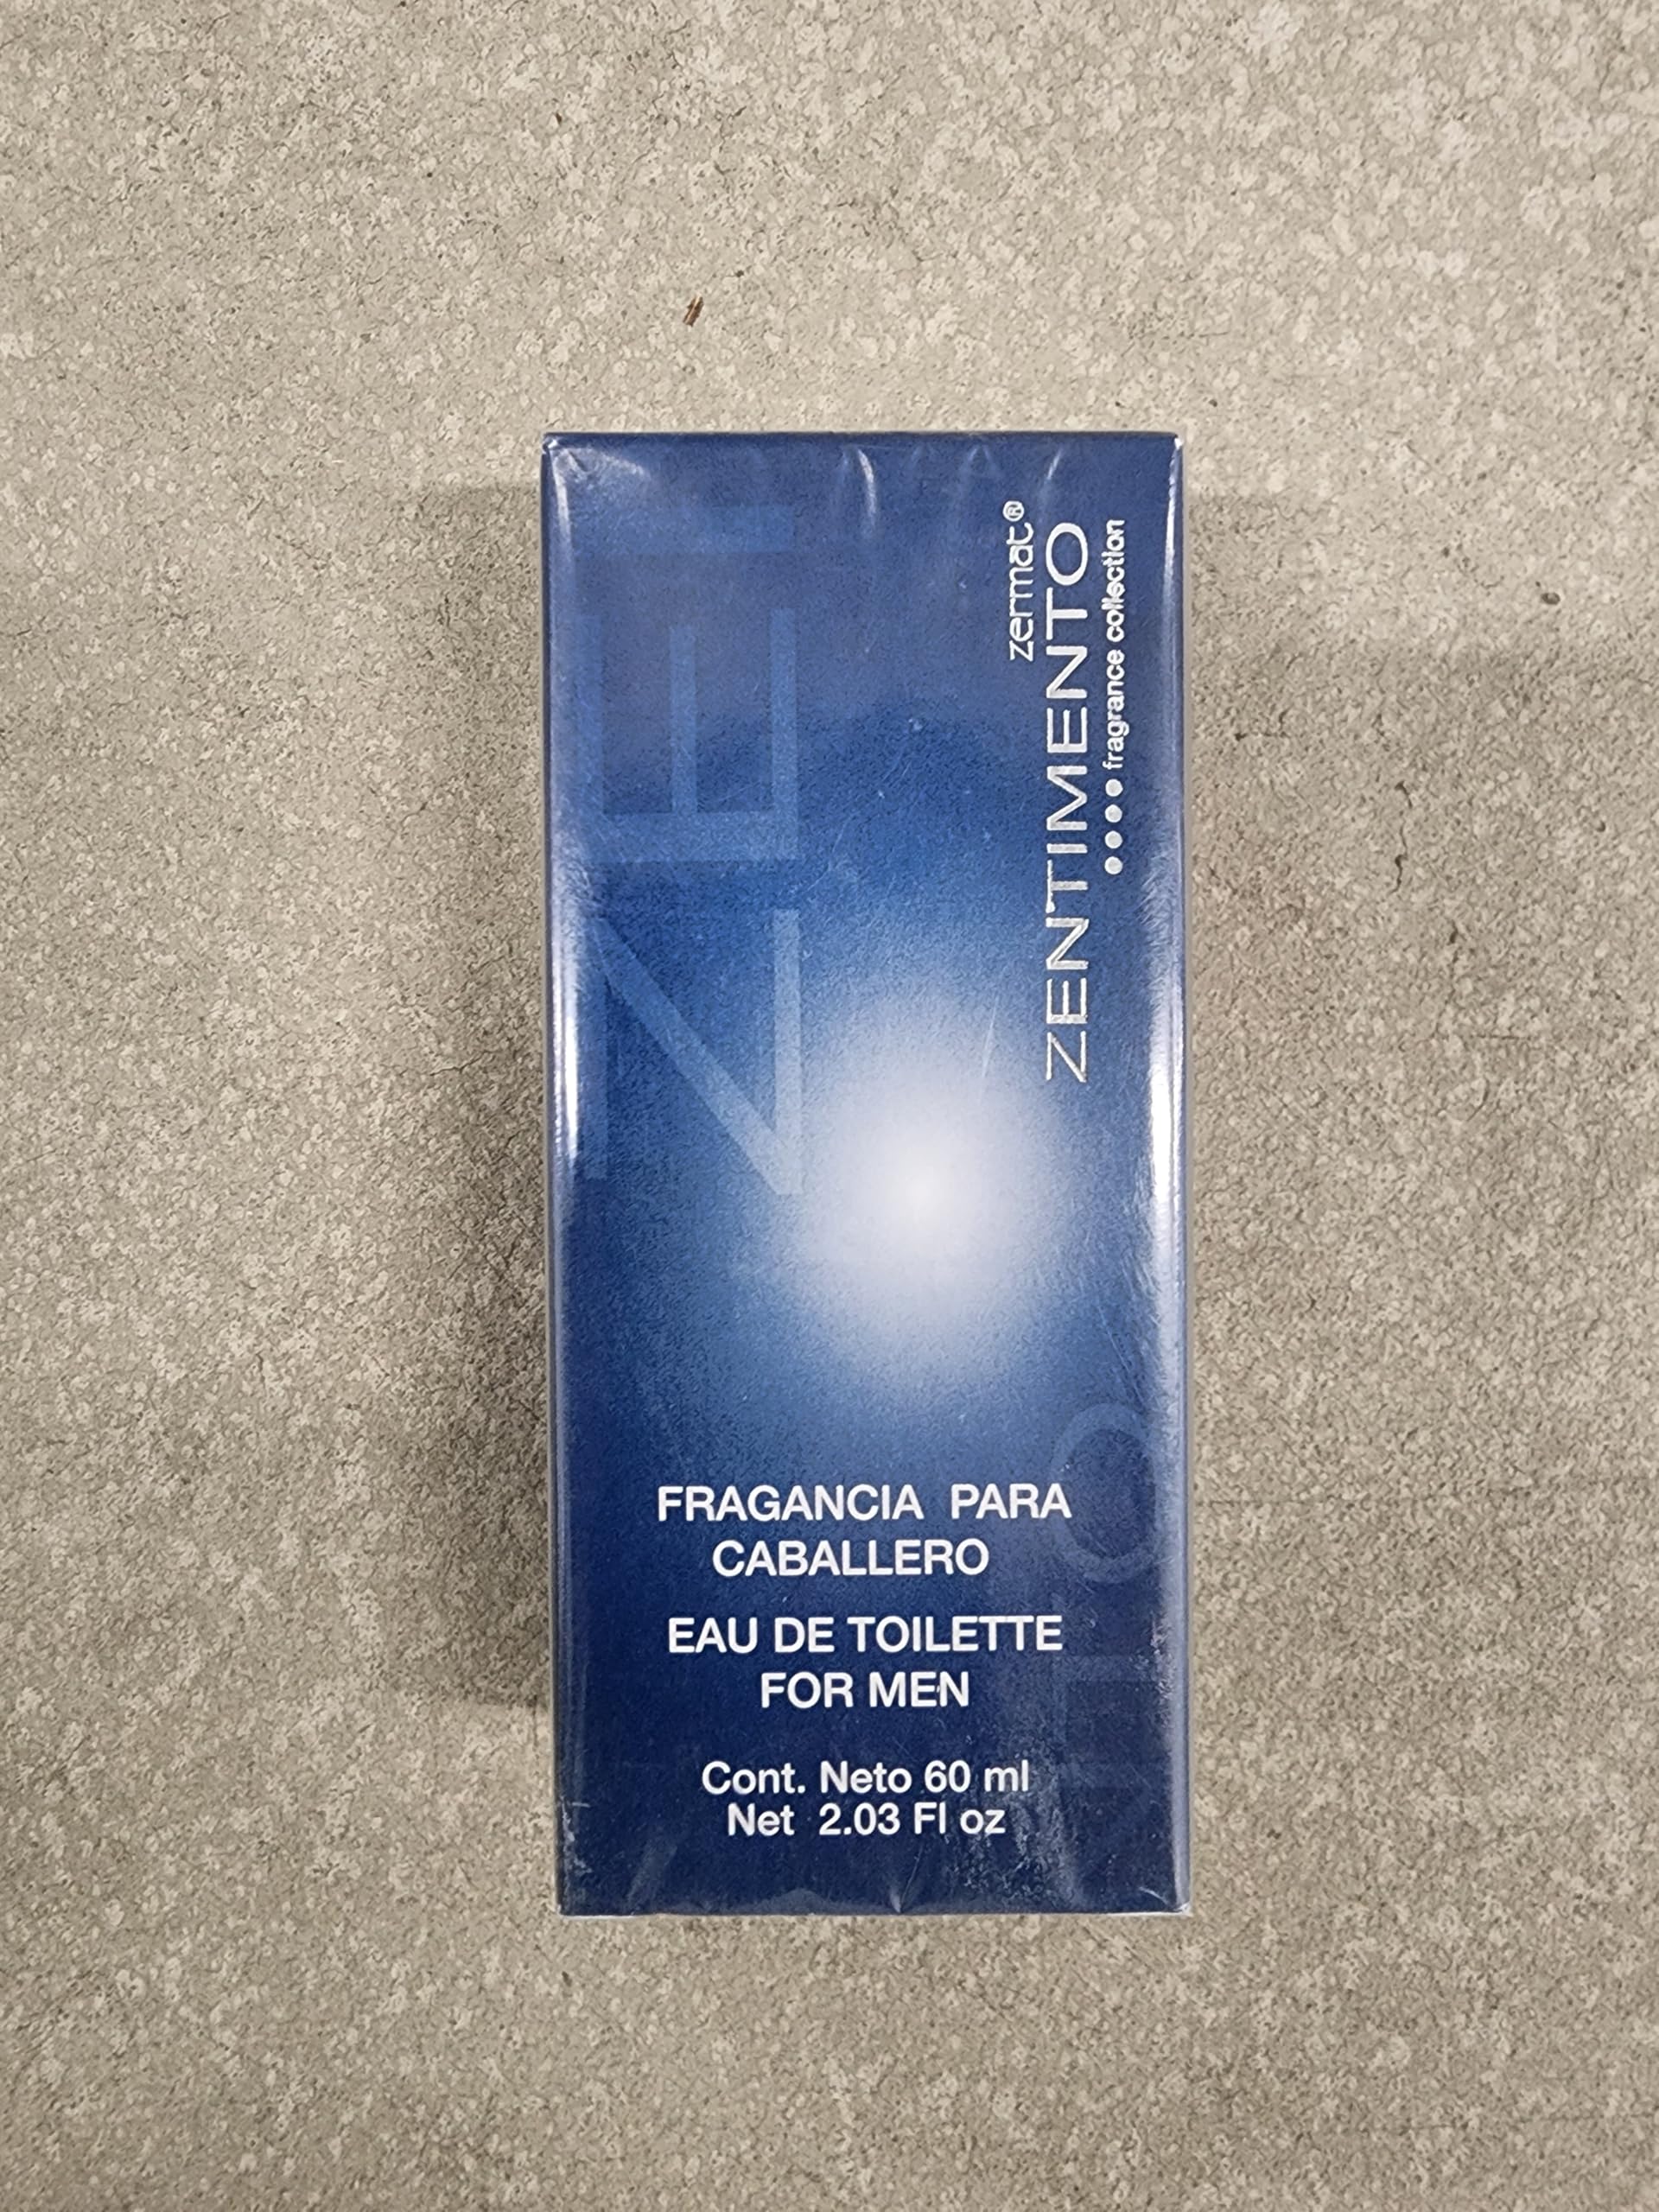 zermat®
ZENTIMENTO
fragrance collection
FRAGANCIA PARA
CABALLERO
EAU DE TOILETTE
FOR MEN
Cont. Neto 60 ml
Net 2.03 Fl oz